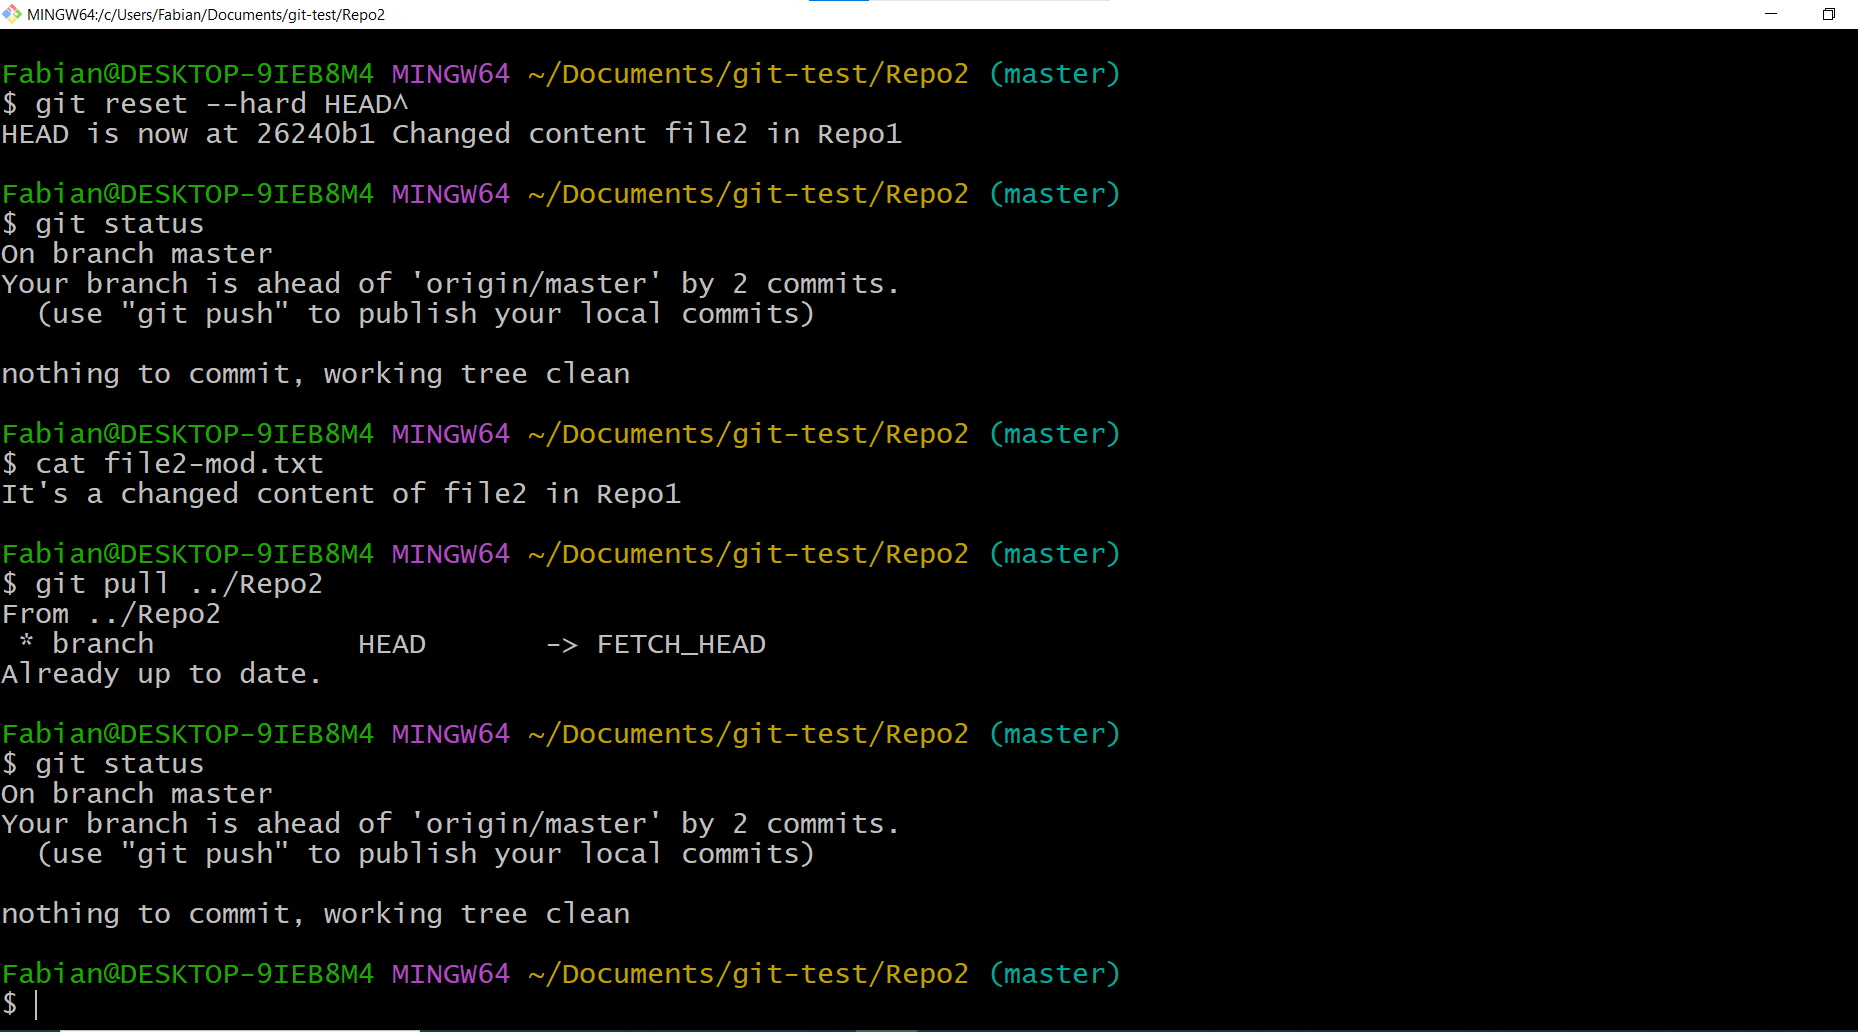 MINGW64:/c/Users/Fabian/Documents/git-test/Repo2
Fabian@DESKTOP-9IEB8M4 MINGW64 ~/Documents/git-test/Repo2 (master)
$ git reset --hard HEAD^
HEAD is now at 26240b1 Changed content file2 in Repo1
Fabian@DESKTOP-9IEB8M4 MINGW64 ~/Documents/git-test/Repo2 (master)
$ git status
On branch master
Your branch is ahead of 'origin/master' by 2 commits.
  (use "git push" to publish your local commits)
nothing to commit, working tree clean
Fabian@DESKTOP-9IEB8M4 MINGW64 ~/Documents/git-test/Repo2 (master)
$ cat file2-mod.txt
It's a changed content of file2 in Repo1
Fabian@DESKTOP-9IEB8M4 MINGW64 ~/Documents/git-test/Repo2 (master)
$ git pull ../Repo2
From ../Repo2
 * branch            HEAD       -> FETCH_HEAD
Already up to date.
Fabian@DESKTOP-9IEB8M4 MINGW64 ~/Documents/git-test/Repo2 (master)
$ git status
On branch master
Your branch is ahead of 'origin/master' by 2 commits.
  (use "git push" to publish your local commits)
nothing to commit, working tree clean
Fabian@DESKTOP-9IEB8M4 MINGW64 ~/Documents/git-test/Repo2 (master)
$